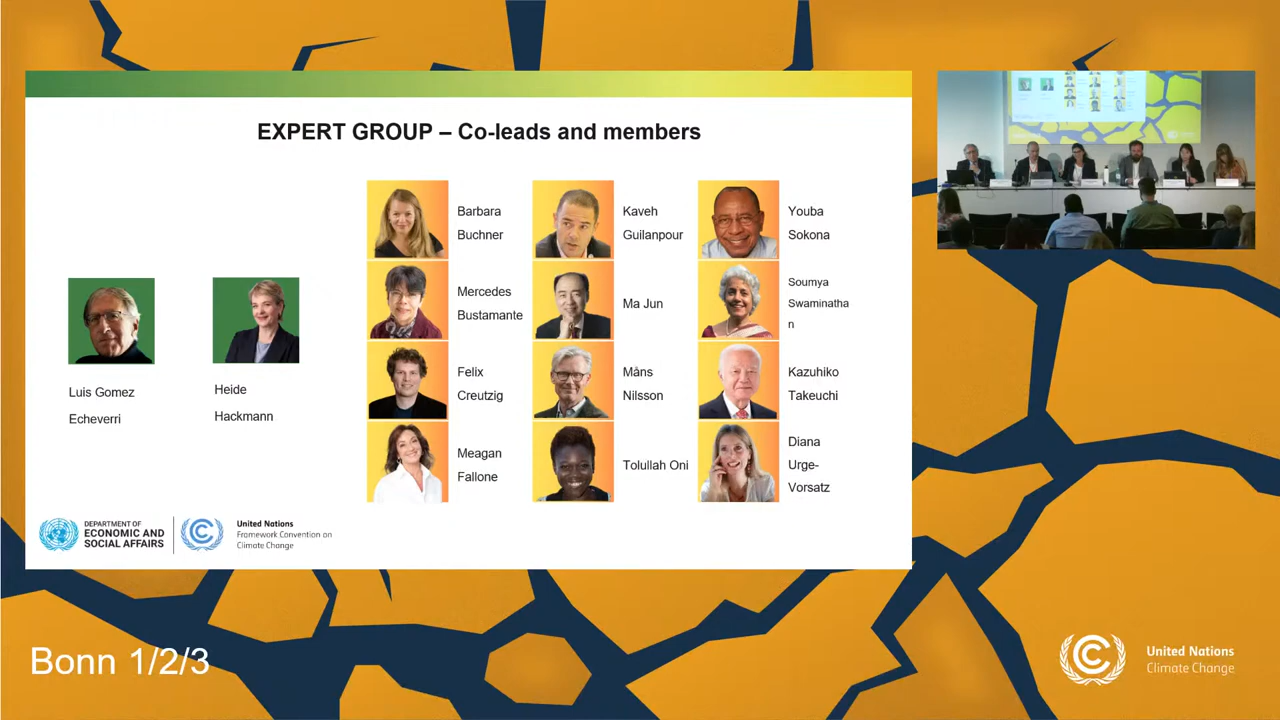 EXPERT GROUP – Co-leads and members
Luis Gomez
Echeverri
Heide
Hackmann
Barbara
Buchner
Kaveh
Guilanpour
Youba
Sokona
Mercedes
Bustamante
Ma Jun
Soumya
Swaminatha
n
Felix
Creutzig
Måns
Nilsson
Kazuhiko
Takeuchi
Meagan
Fallone
Tolullah Oni
Diana
Urge-
Vorsatz
DEPARTMENT OF
ECONOMIC AND
SOCIAL AFFAIRS
United Nations
Framework Convention on
Climate Change
Bonn 1/2/3
United Nations
Climate Change